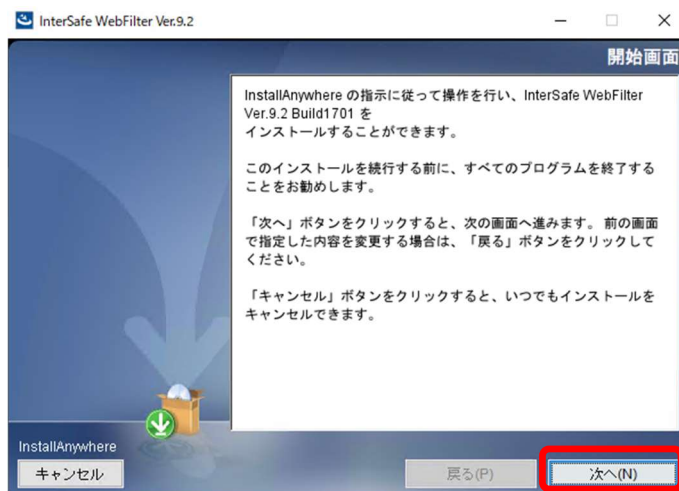 InterSafe WebFilter Ver.9.2
開始画面
InstallAnywhere の指示に従って操作を行い、InterSafe WebFilter
Ver.9.2 Build1701 を
インストールすることができます。
このインストールを続行する前に、すべてのプログラムを終了する
ことをお勧めします。
「次へ」ボタンをクリックすると、次の画面へ進みます。 前の画面
で指定した内容を変更する場合は、「戻る」ボタンをクリックして
ください。
「キャンセル」ボタンをクリックすると、いつでもインストールを
キャンセルできます。
InstallAnywhere
キャンセル
戻る(P)
次へ(N)